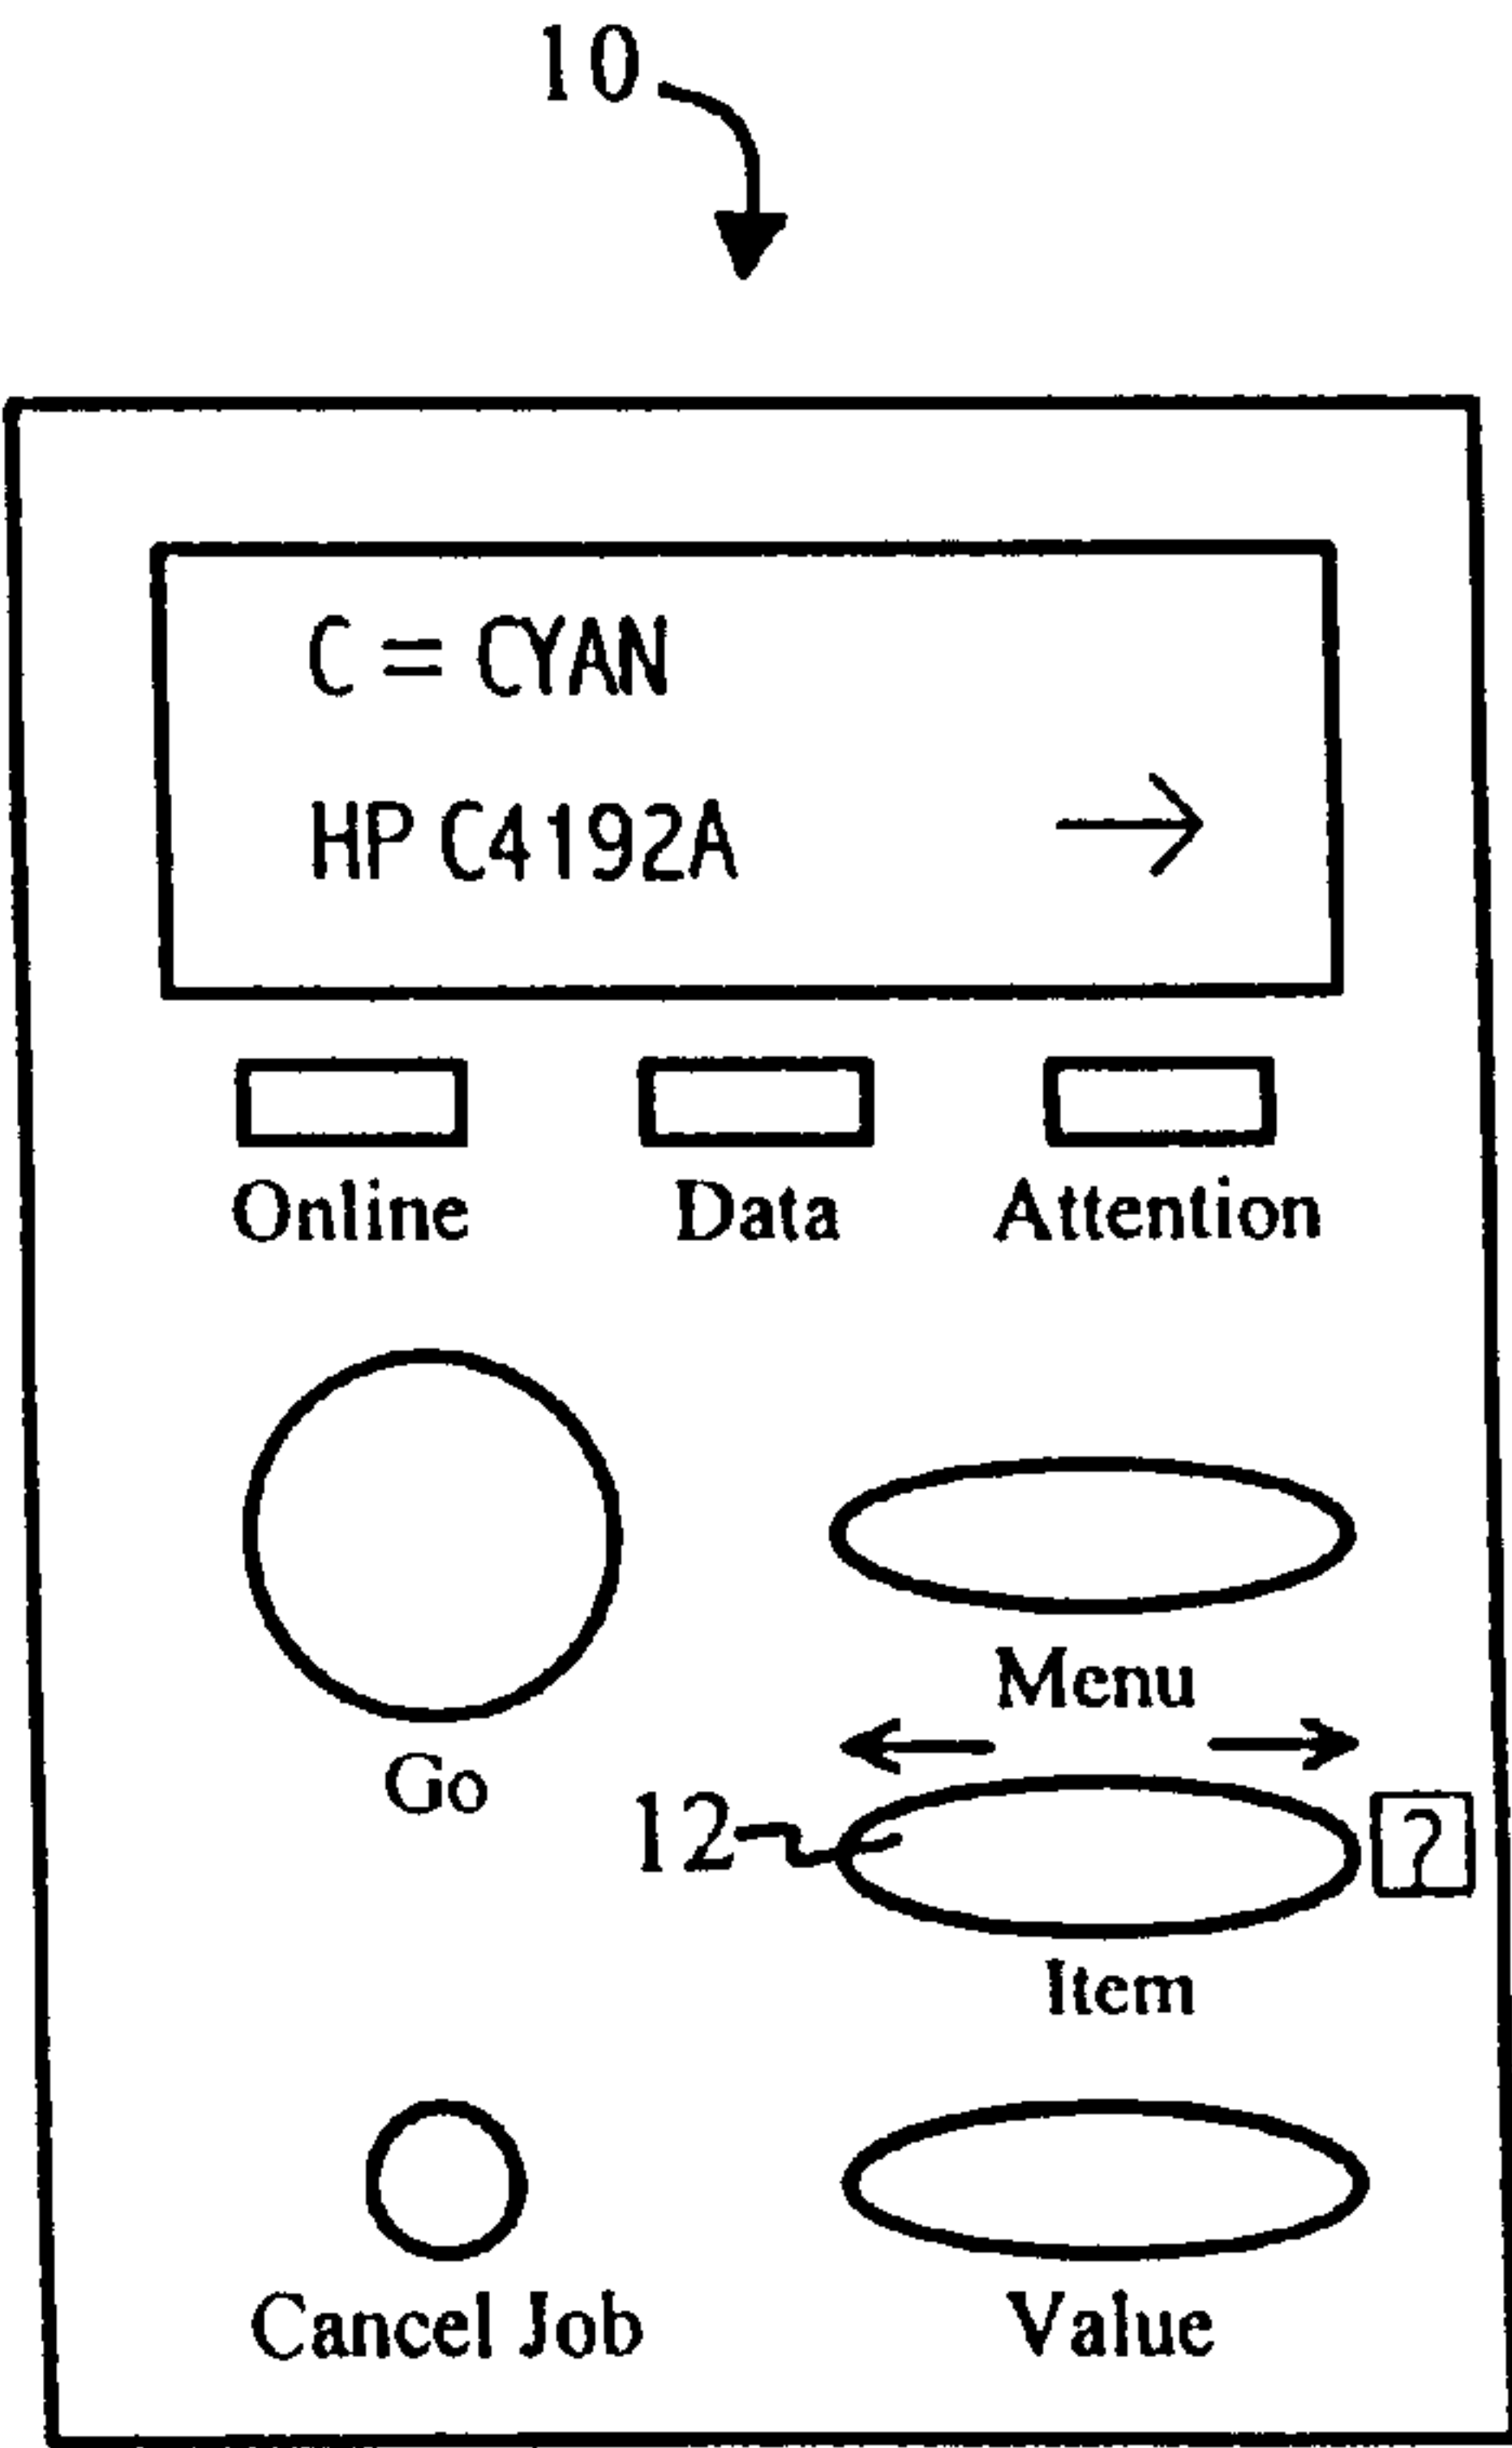 10
C = CYAN
HP C4192A →
Online Data Attention
Menu
Go
12
?
Item
Cancel Job Value